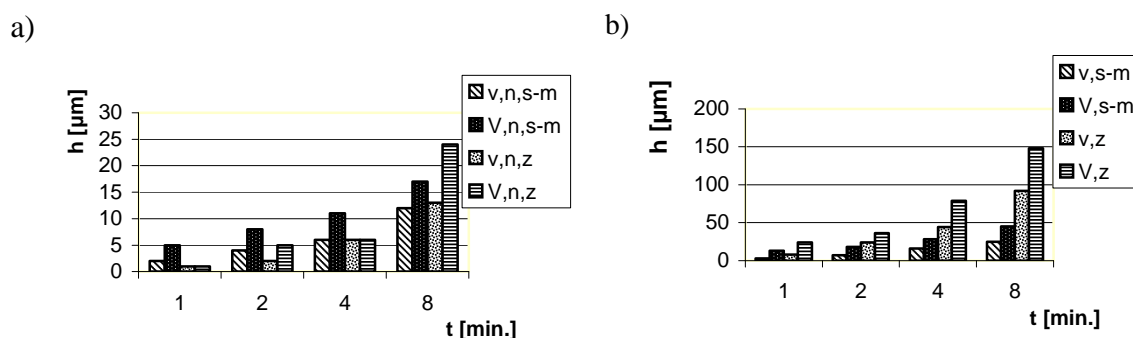 a)
h [µm]
30
25
20
15
10
5
0
1 2 4 8
t [min.]
v,n,s-m
V,n,s-m
v,n,z
V,n,z
b)
h [µm]
200
150
100
50
0
1 2 4 8
t [min.]
v,s-m
V,s-m
v,z
V,z